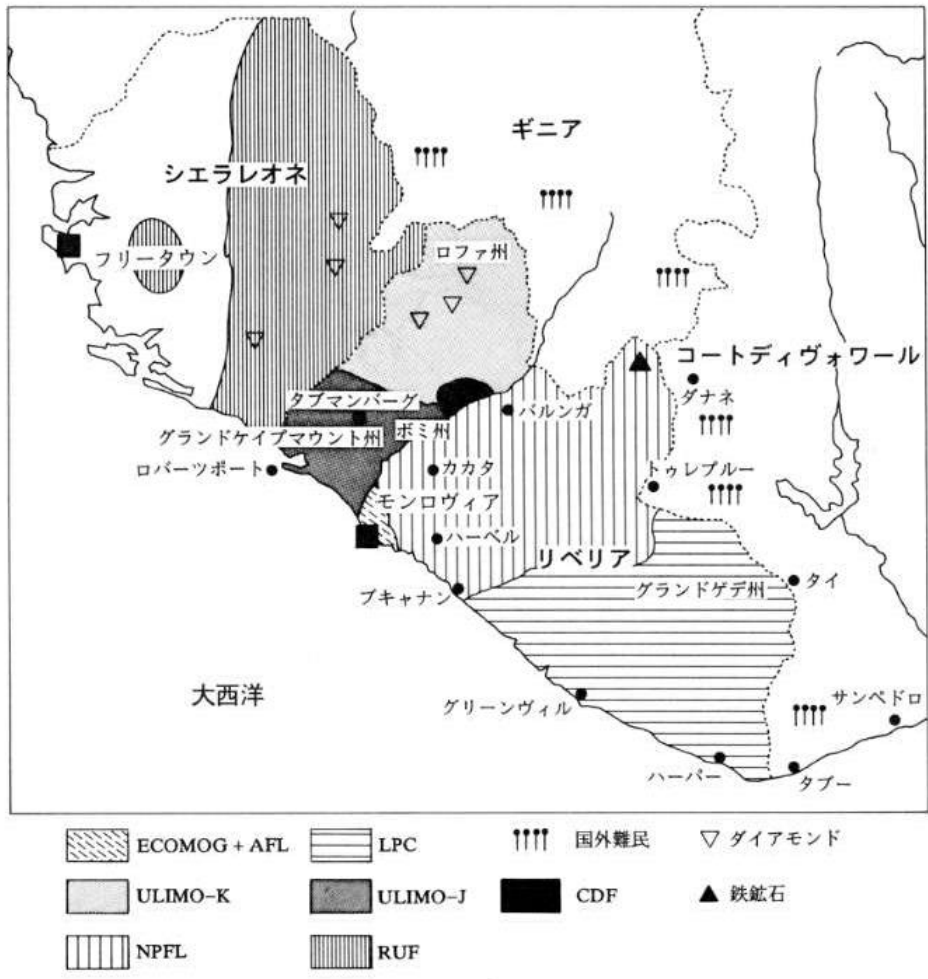 ギニア
シエラレオネ
ロファ州
フリータウン
コートディヴォワール
ダナネ
タブマンバーグ
バルンガ
グランドケイプマウント州
ボミ州
ロバーツポート
カカタ
トゥレプルー
モンロヴィア
ハーベル
リベリア
グランドゲデ州
タイ
ブキャナン
大西洋
グリーンヴィル
サンペドロ
ハーパー
タブー
ECOMOG + AFL
LPC
国外難民
ダイアモンド
ULIMO-K
ULIMO-J
CDF
鉄鉱石
NPFL
RUF